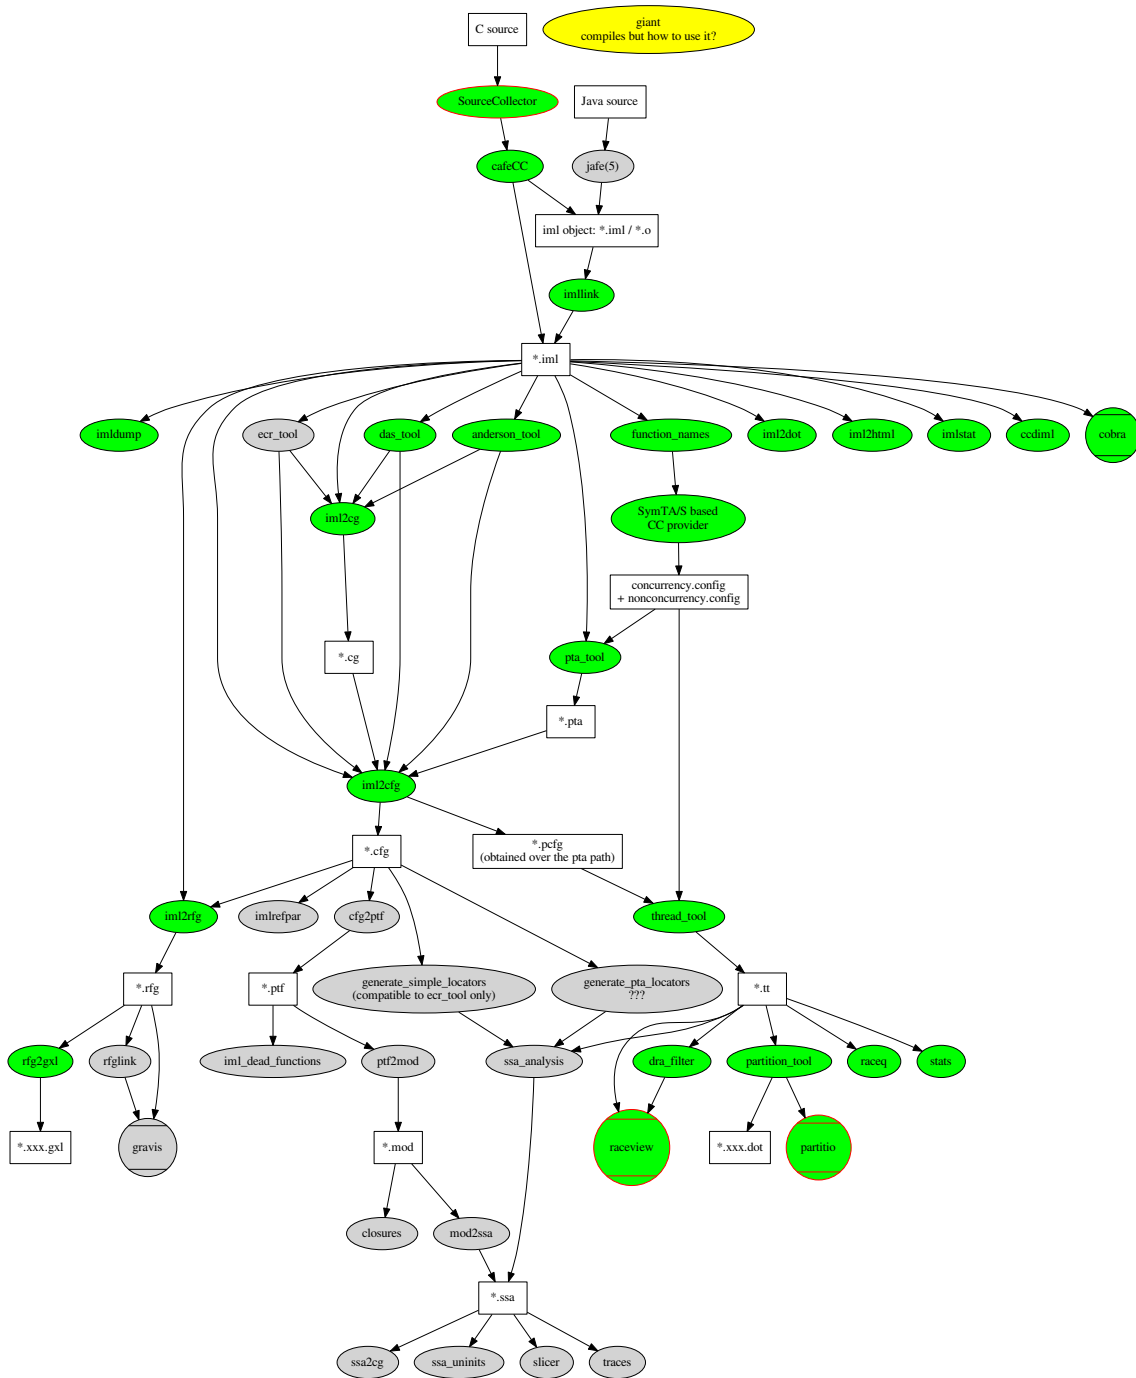 C source
giant
compiles but how to use it?
SourceCollector
Java source
cafeCC
jafe(5)
iml object: *.iml / *.o
imllink
*.iml
imldump
ecr_tool
das_tool
anderson_tool
function_names
iml2dot
iml2html
imlstat
ccdiml
cobra
iml2cg
SymTA/S based
CC provider
concurrency.config
+ nonconcurrency.config
*.cg
pta_tool
*.pta
iml2cfg
*.cfg
*.pcfg
(obtained over the pta path)
iml2rfg
imlrefpar
cfg2ptf
thread_tool
*.rfg
*.ptf
generate_simple_locators
(compatible to ecr_tool only)
generate_pta_locators
???
*.tt
rfg2gxl
rfglink
iml_dead_functions
ptf2mod
ssa_analysis
dra_filter
partition_tool
raceq
stats
*.xxx.gxl
gravis
*.mod
raceview
*.xxx.dot
partitio
closures
mod2ssa
*.ssa
ssa2cg
ssa_uninits
slicer
traces